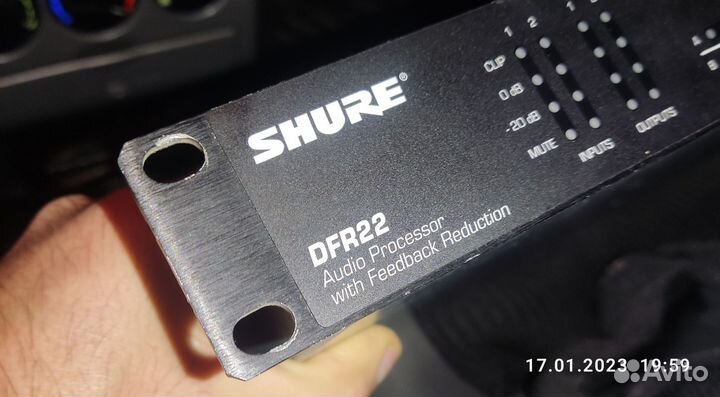 1 2 1
CLIP
0 dB
-20 dB
MUTE
INPUTS
OUTPUTS
A
B
SHURE®
DFR22
Audio Processor
with Feedback Reduction
17.01.2023 19:59
Avito